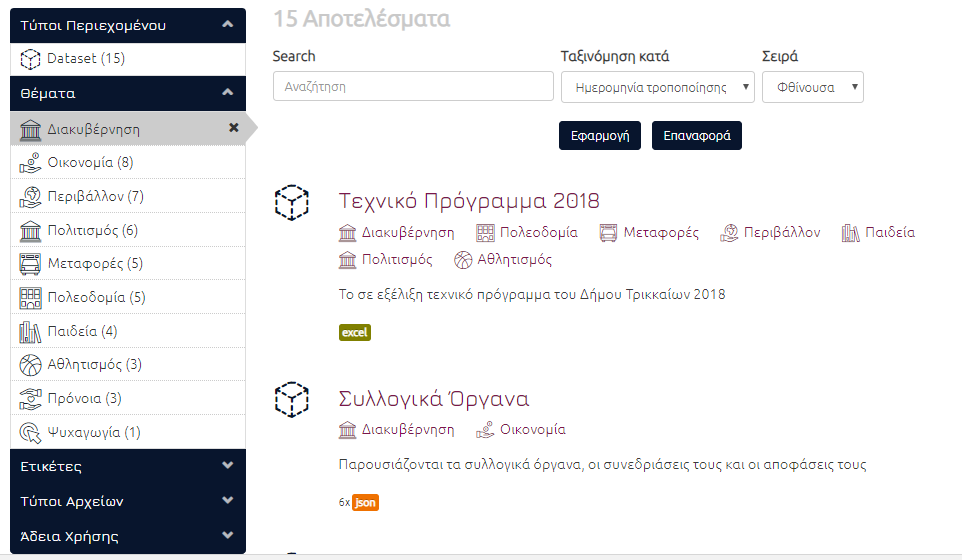 Τύποι Περιεχομένου
Dataset (15)
Θέματα
Διακυβέρνηση
Οικονομία (8)
Περιβάλλον (7)
Πολιτισμός (6)
Μεταφορές (5)
Πολεοδομία (5)
Παιδεία (4)
Αθλητισμός (3)
Πρόνοια (3)
Ψυχαγωγία (1)
Ετικέτες
Τύποι Αρχείων
Άδεια Χρήσης
15 Αποτελέσματα
Search Ταξινόμηση κατά Σειρά
Αναζήτηση Ημερομηνία τροποποίησης Φθίνουσα
Εφαρμογή Επαναφορά
Τεχνικό Πρόγραμμα 2018
Διακυβέρνηση Πολεοδομία Μεταφορές Περιβάλλον Παιδεία
Πολιτισμός Αθλητισμός
Το σε εξέλιξη τεχνικό πρόγραμμα του Δήμου Τρικκαίων 2018
excel
Συλλογικά Όργανα
Διακυβέρνηση Οικονομία
Παρουσιάζονται τα συλλογικά όργανα, οι συνεδριάσεις τους και οι αποφάσεις τους
6x json